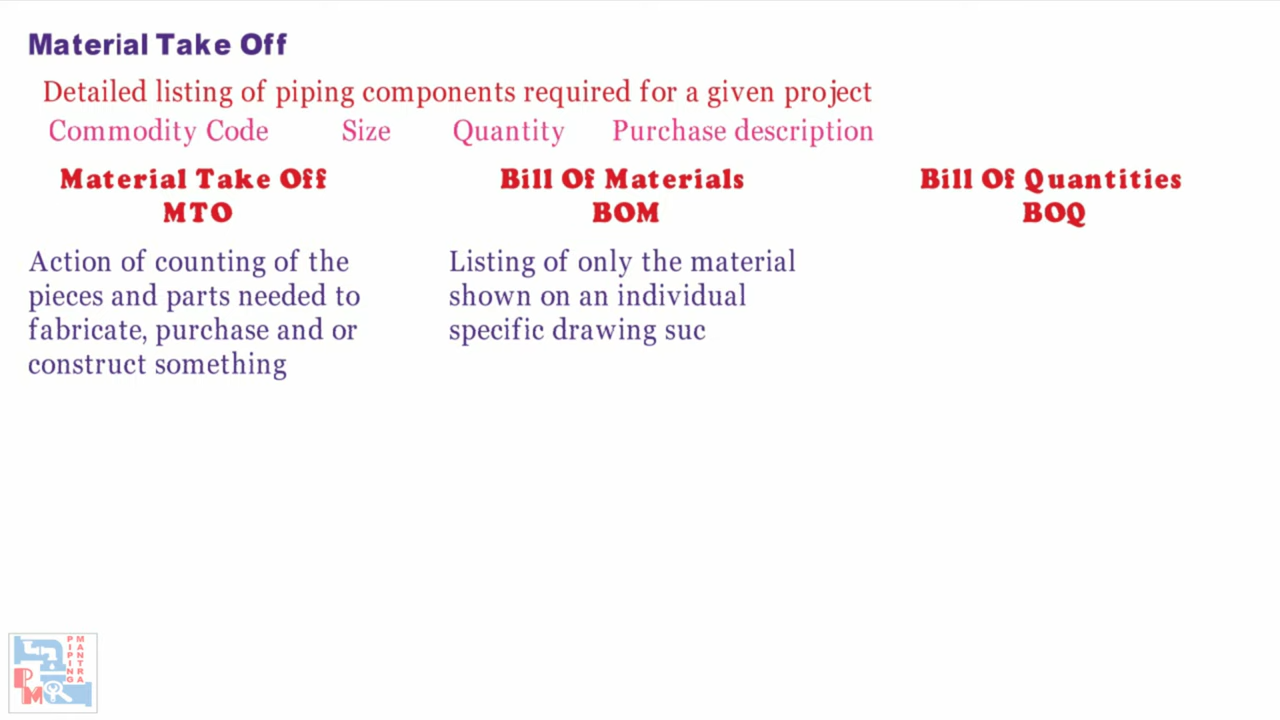 Material Take Off
Detailed listing of piping components required for a given project
Commodity Code Size Quantity Purchase description
Material Take Off
MTO
Action of counting of the
pieces and parts needed to
fabricate, purchase and or
construct something
Bill Of Materials
BOM
Listing of only the material
shown on an individual
specific drawing suc
Bill Of Quantities
BOQ
PIPING
MANTRA
PM